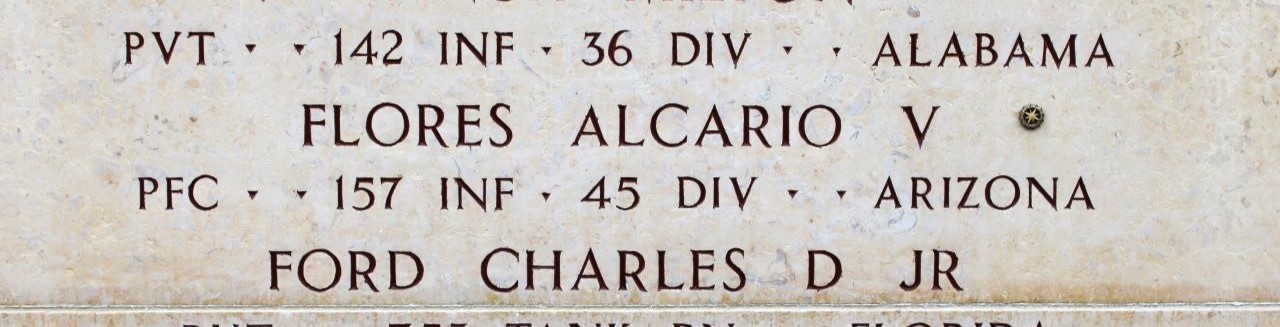 PVT · · 142 INF · 36 DIV · · ALABAMA
FLORES ALCARIO V
PFC · · 157 INF · 45 DIV · · ARIZONA
FORD CHARLES D JR